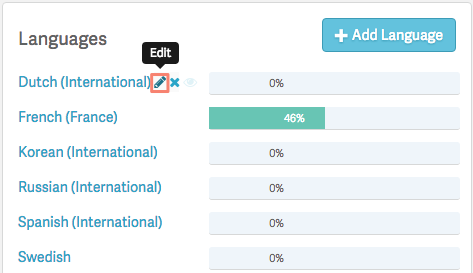 Languages
+ Add Language
Edit
Dutch (International)
0%
French (France)
46%
Korean (International)
0%
Russian (International)
0%
Spanish (International)
0%
Swedish
0%